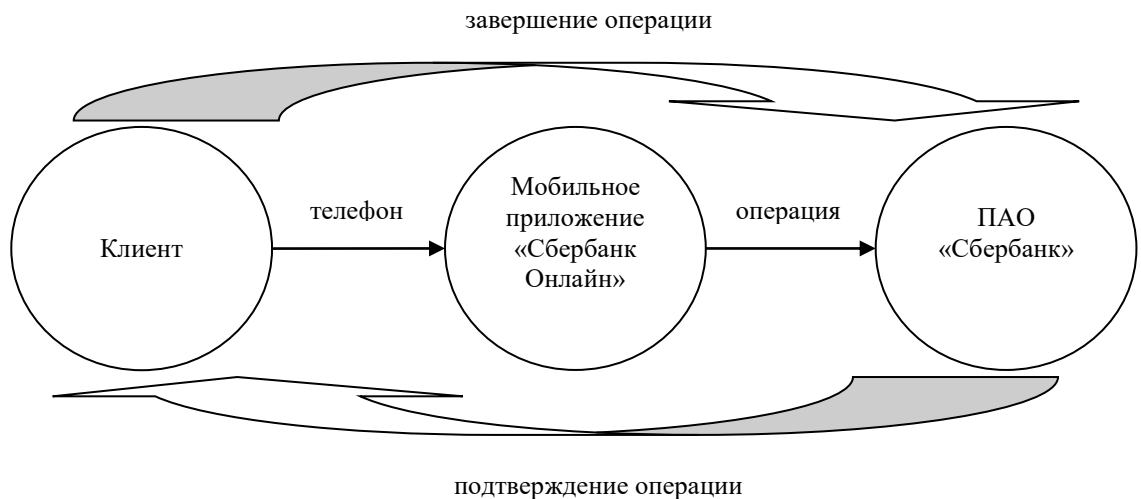 завершение операции
Клиент
телефон
Мобильное
приложение
«Сбербанк
Онлайн»
операция
ПАО
«Сбербанк»
подтверждение операции